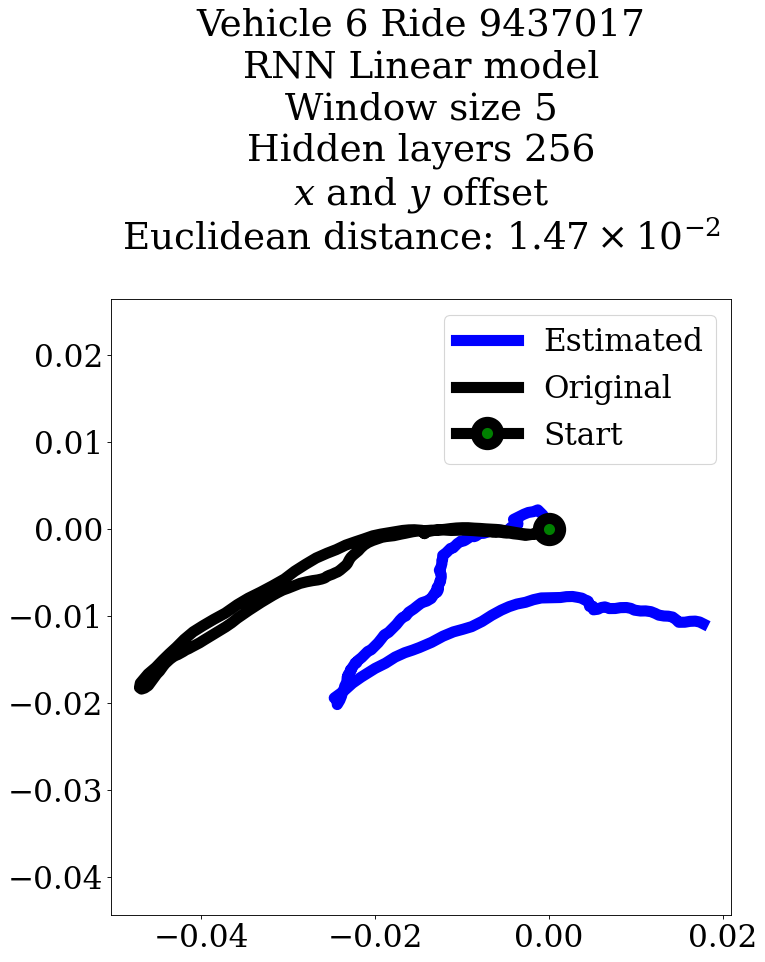 Vehicle 6 Ride 9437017
RNN Linear model
Window size 5
Hidden layers 256
x and y offset
Euclidean distance: 1.47 × 10⁻²
Estimated
Original
Start
0.02
0.01
0.00
−0.01
−0.02
−0.03
−0.04
−0.04 −0.02 0.00 0.02